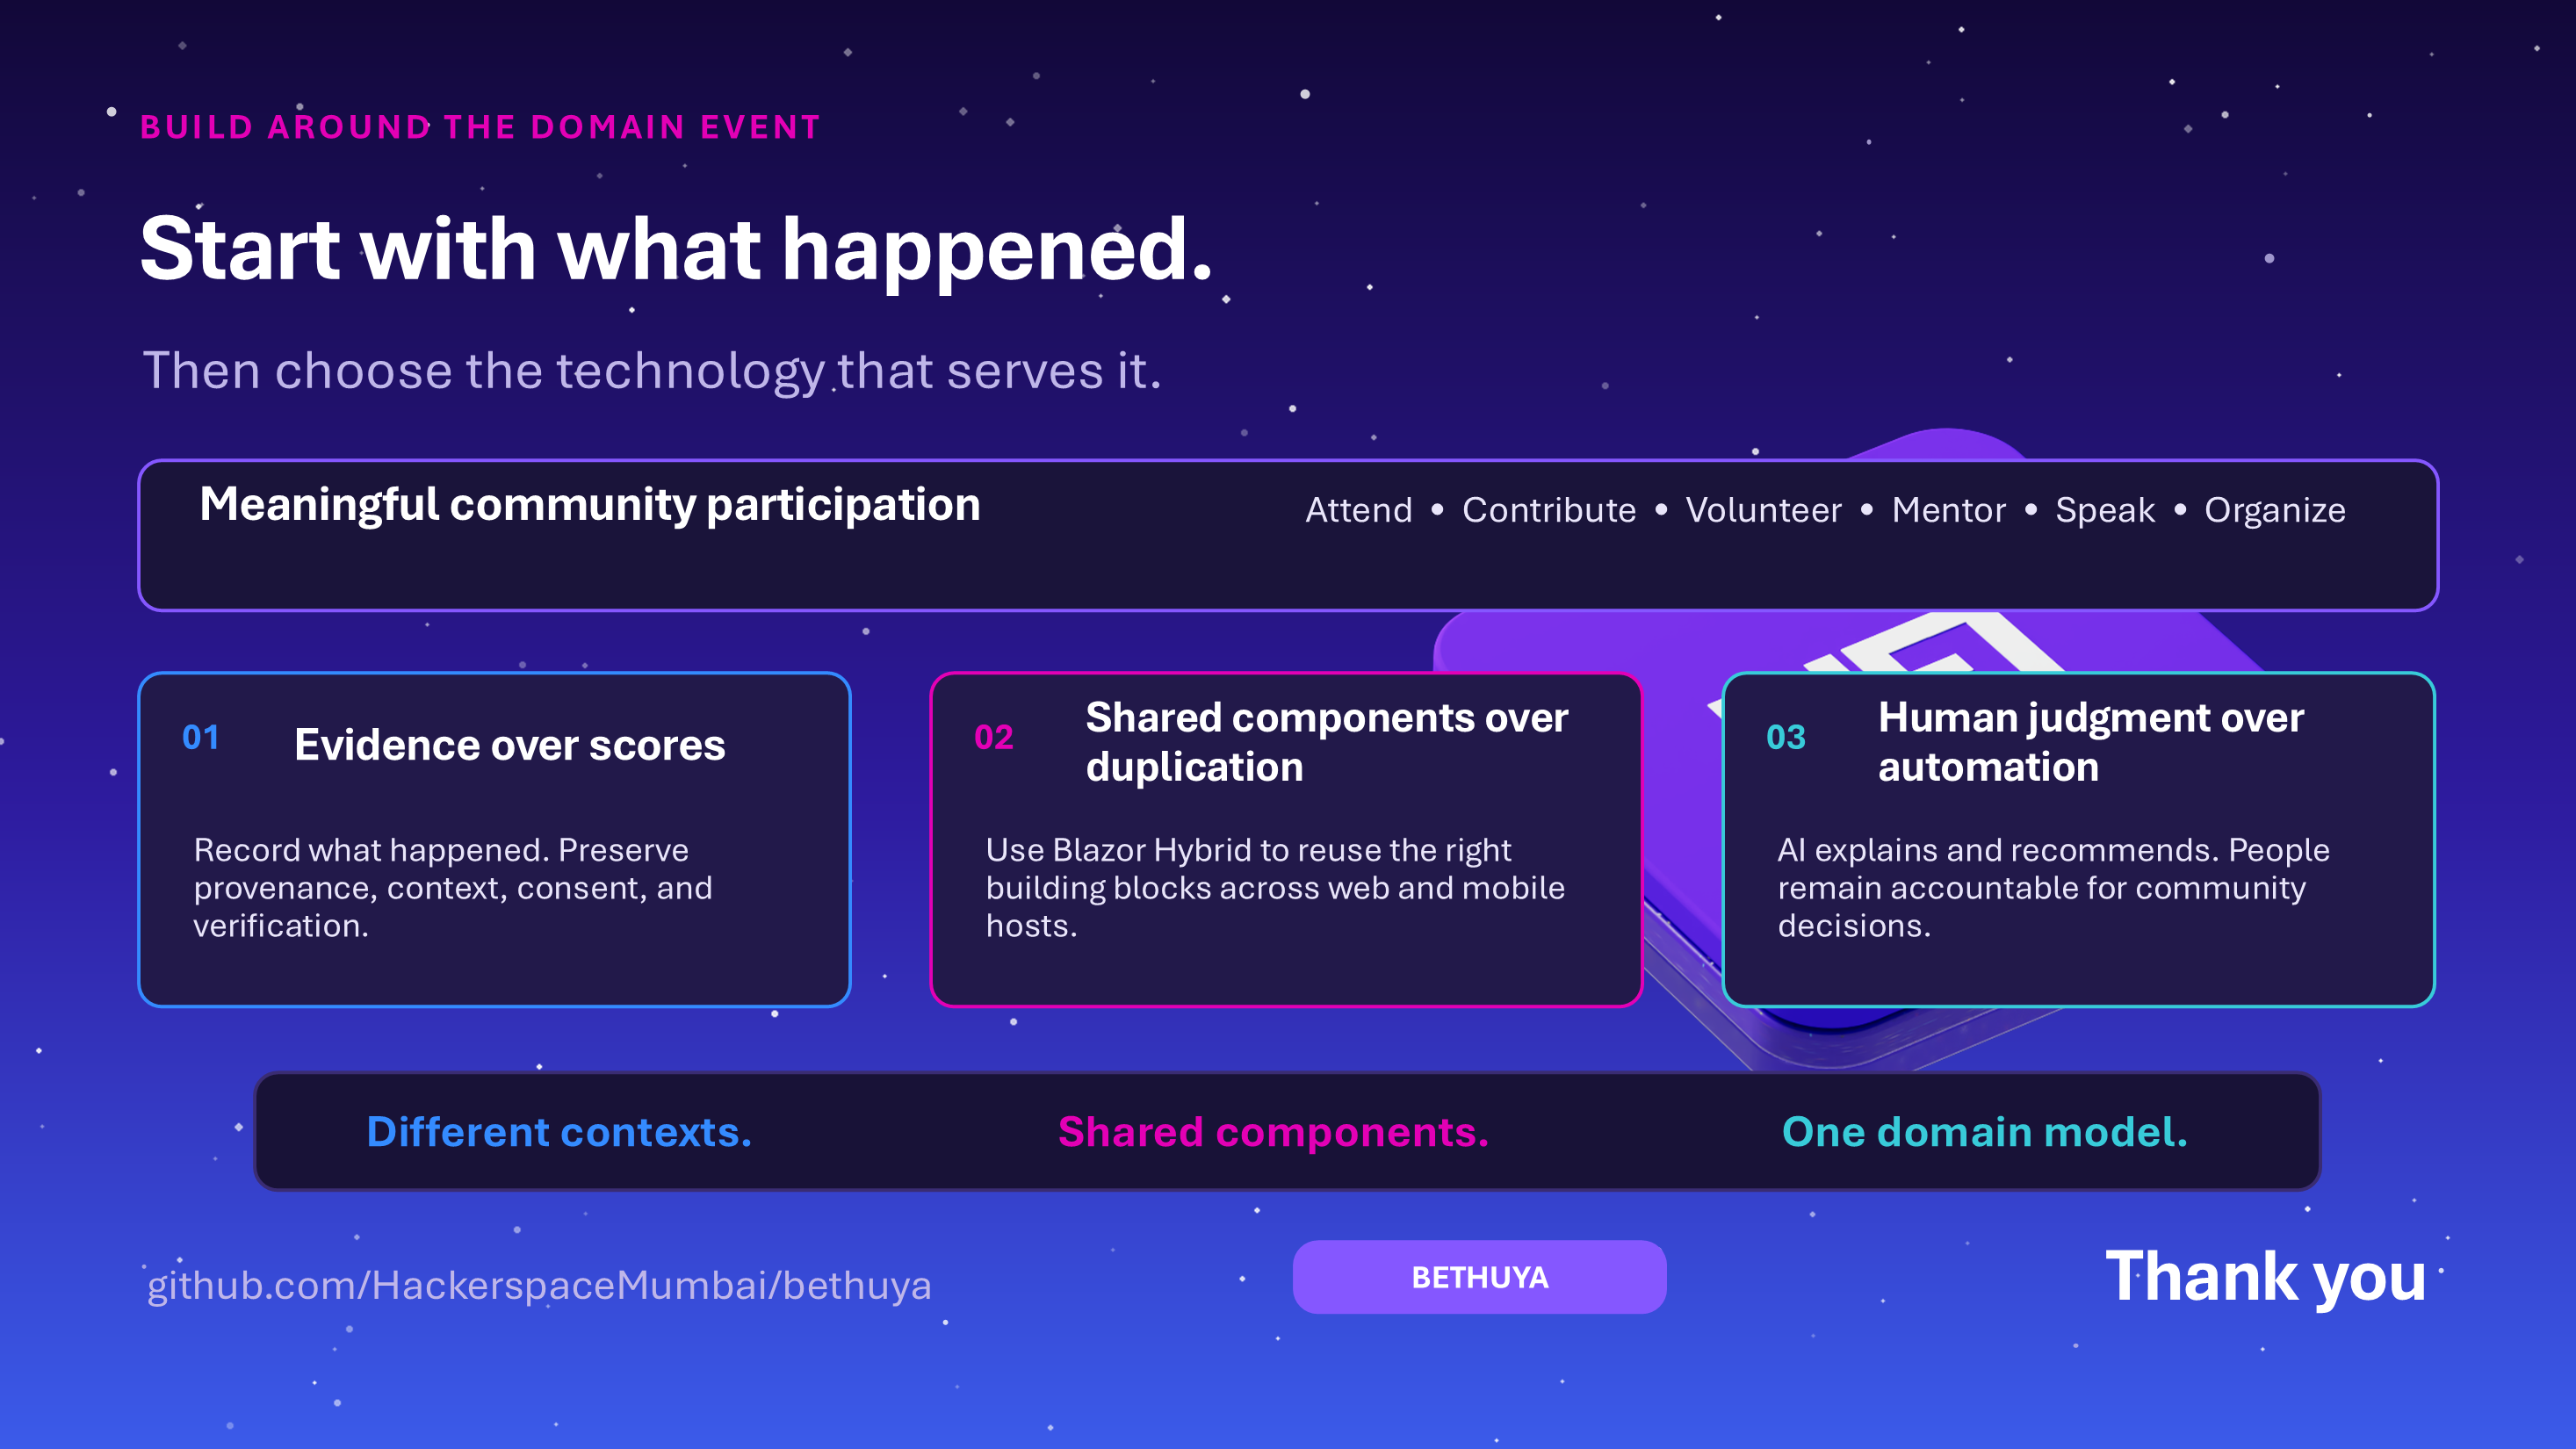 BUILD AROUND THE DOMAIN EVENT
Start with what happened.
Then choose the technology that serves it.
Meaningful community participation
Attend • Contribute • Volunteer • Mentor • Speak • Organize
01
Evidence over scores
Record what happened. Preserve
provenance, context, consent, and
verification.
02
Shared components over
duplication
Use Blazor Hybrid to reuse the right
building blocks across web and mobile
hosts.
03
Human judgment over
automation
AI explains and recommends. People
remain accountable for community
decisions.
Different contexts.
Shared components.
One domain model.
github.com/HackerspaceMumbai/bethuya
BETHUYA
Thank you